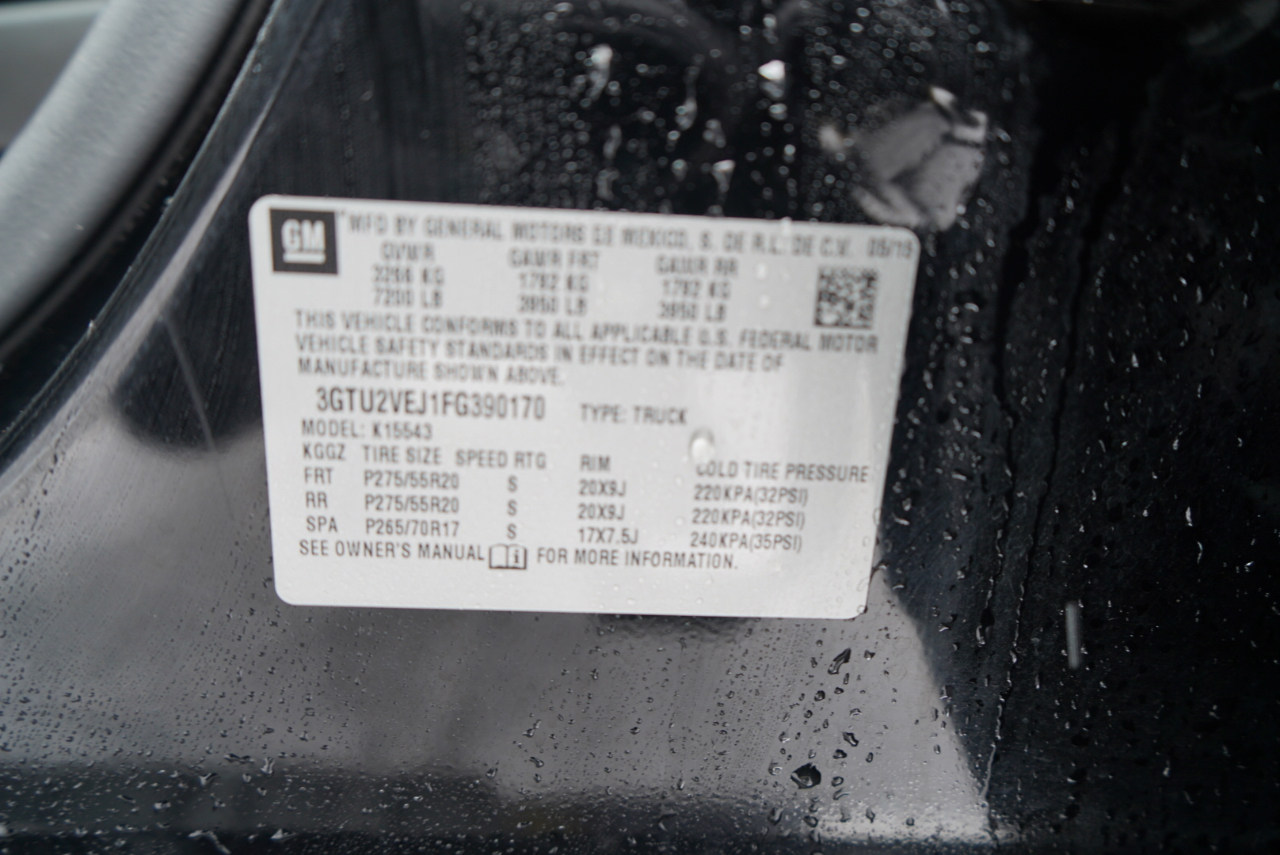 GM MFD BY GENERAL MOTORS DE MEXICO, S. DE R.L. DE C.V. 05/15
GVWR GAWR FRT GAWR RR
3266 KG 1792 KG 1792 KG
7200 LB 3950 LB 3950 LB
THIS VEHICLE CONFORMS TO ALL APPLICABLE U.S. FEDERAL MOTOR
VEHICLE SAFETY STANDARDS IN EFFECT ON THE DATE OF
MANUFACTURE SHOWN ABOVE.
3GTU2VEJ1FG390170 TYPE: TRUCK
MODEL: K15543
KGGZ TIRE SIZE SPEED RTG RIM COLD TIRE PRESSURE
FRT P275/55R20 S 20X9J 220KPA(32PSI)
RR P275/55R20 S 20X9J 220KPA(32PSI)
SPA P265/70R17 S 17X7.5J 240KPA(35PSI)
SEE OWNER'S MANUAL FOR MORE INFORMATION.